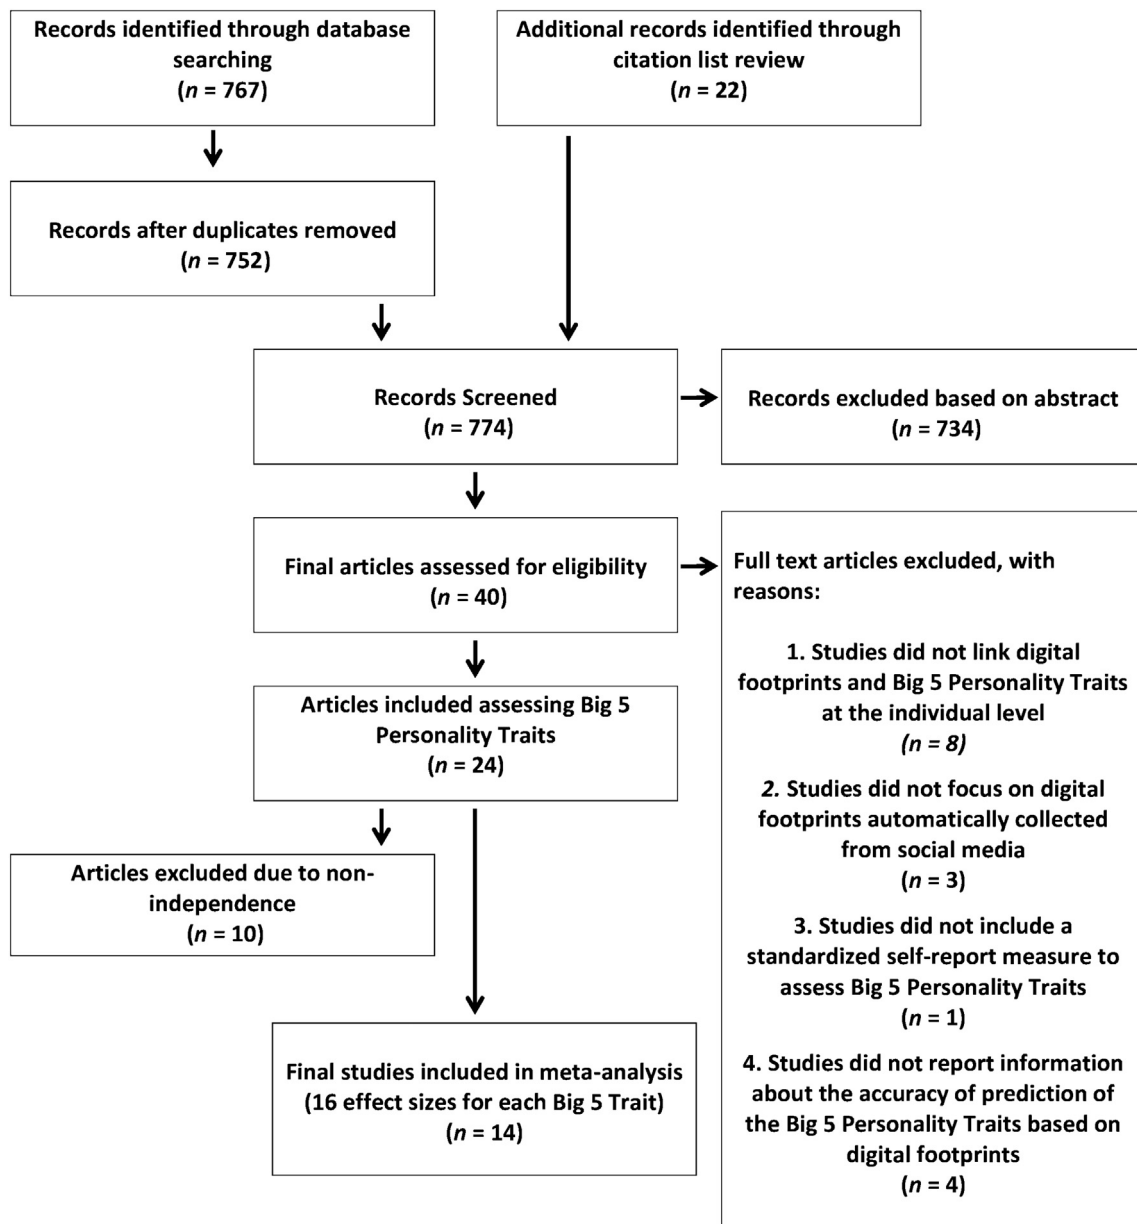 Records identified through database
searching
(n = 767)
Additional records identified through
citation list review
(n = 22)
Records after duplicates removed
(n = 752)
Records Screened
(n = 774)
Records excluded based on abstract
(n = 734)
Final articles assessed for eligibility
(n = 40)
Full text articles excluded, with
reasons:
1. Studies did not link digital
footprints and Big 5 Personality Traits
at the individual level
(n = 8)
2. Studies did not focus on digital
footprints automatically collected
from social media
(n = 3)
3. Studies did not include a
standardized self-report measure to
assess Big 5 Personality Traits
(n = 1)
4. Studies did not report information
about the accuracy of prediction of
the Big 5 Personality Traits based on
digital footprints
(n = 4)
Articles included assessing Big 5
Personality Traits
(n = 24)
Articles excluded due to non-
independence
(n = 10)
Final studies included in meta-analysis
(16 effect sizes for each Big 5 Trait)
(n = 14)